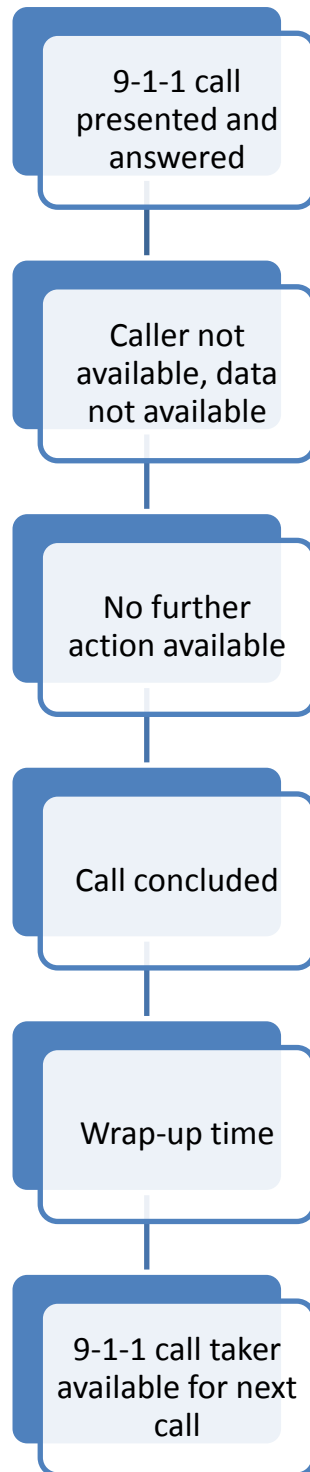 9-1-1 call
presented and
answered
Caller not
available, data
not available
No further
action available
Call concluded
Wrap-up time
9-1-1 call taker
available for next
call